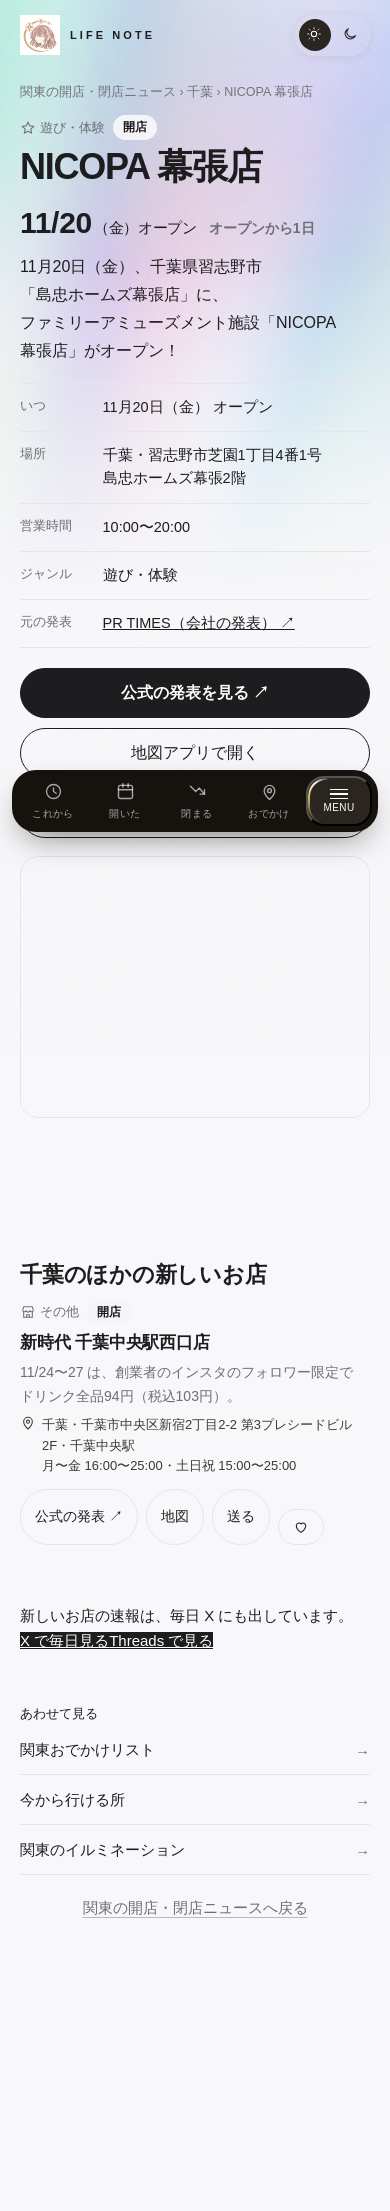 LIFE NOTE
関東の開店・閉店ニュース › 千葉 › NICOPA 幕張店
遊び・体験 開店
NICOPA 幕張店
11/20（金）オープン オープンから1日
11月20日（金）、千葉県習志野市
「島忠ホームズ幕張店」に、
ファミリーアミューズメント施設「NICOPA
幕張店」がオープン！
いつ 11月20日（金） オープン
場所 千葉・習志野市芝園1丁目4番1号
島忠ホームズ幕張2階
営業時間 10:00〜20:00
ジャンル 遊び・体験
元の発表 PR TIMES（会社の発表） ↗
公式の発表を見る ↗
地図アプリで開く
これから 開いた 閉まる おでかけ MENU
千葉のほかの新しいお店
その他 開店
新時代 千葉中央駅西口店
11/24〜27 は、創業者のインスタのフォロワー限定で
ドリンク全品94円（税込103円）。
千葉・千葉市中央区新宿2丁目2-2 第3プレシードビル
2F・千葉中央駅
月〜金 16:00〜25:00・土日祝 15:00〜25:00
公式の発表 ↗ 地図 送る
新しいお店の速報は、毎日 X にも出しています。
X で毎日見るThreads で見る
あわせて見る
関東おでかけリスト →
今から行ける所 →
関東のイルミネーション →
関東の開店・閉店ニュースへ戻る